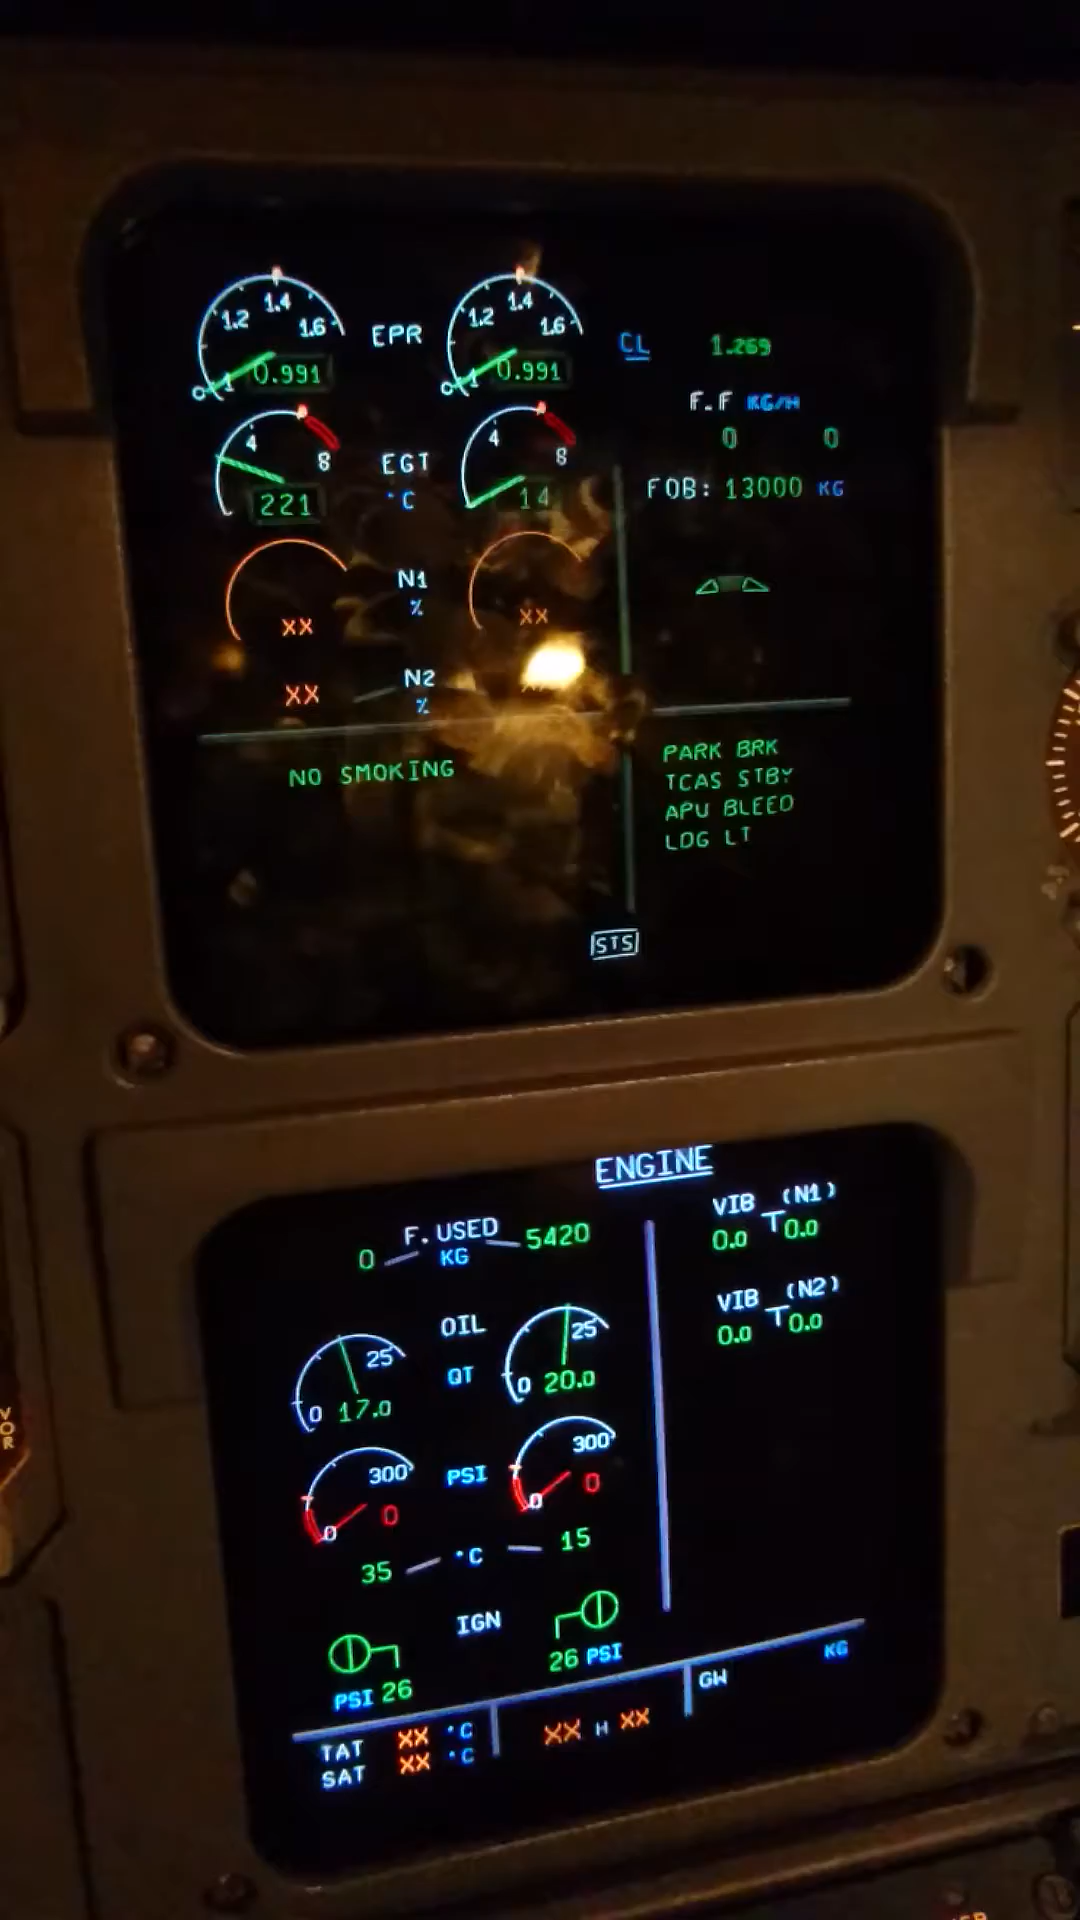 1.2 1.4 1.6
0 1 0.991
EPR
1.2 1.4 1.6
0 1 0.991
CL 1.269
F.F KG/H
0 0
4 8
221
EGT
°C
4 8
14
FOB: 13000 KG
XX N1 XX
%
XX N2
%
NO SMOKING
PARK BRK
TCAS STBY
APU BLEED
LDG LT
STS
ENGINE
F.USED
0 KG 5420
VIB (N1)
0.0 0.0
VIB (N2)
0.0 0.0
OIL
25 25
QT
0 17.0 0 20.0
300 PSI 300
0 0 0 0
35 °C 15
IGN
PSI 26 26 PSI
TAT XX °C
SAT XX °C
XX H XX
GW KG
VOR